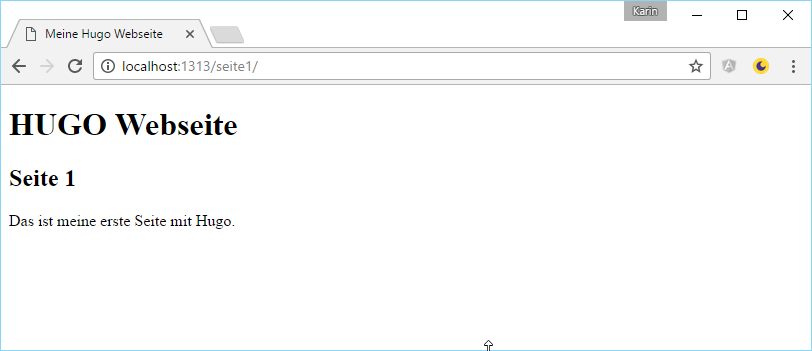 Karin
Meine Hugo Webseite
localhost:1313/seite1/
HUGO Webseite
Seite 1
Das ist meine erste Seite mit Hugo.